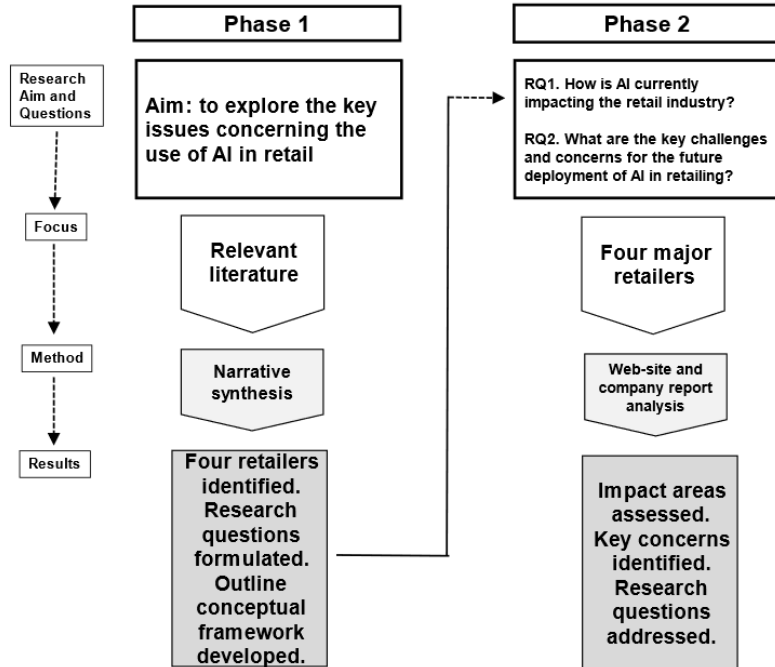 Phase 1
Phase 2
Research
Aim and
Questions
Aim: to explore the key
issues concerning the
use of AI in retail
RQ1. How is AI currently
impacting the retail industry?
RQ2. What are the key challenges
and concerns for the future
deployment of AI in retailing?
Focus
Relevant
literature
Four major
retailers
Method
Narrative
synthesis
Web-site and
company report
analysis
Results
Four retailers
identified.
Research
questions
formulated.
Outline
conceptual
framework
developed.
Impact areas
assessed.
Key concerns
identified.
Research
questions
addressed.